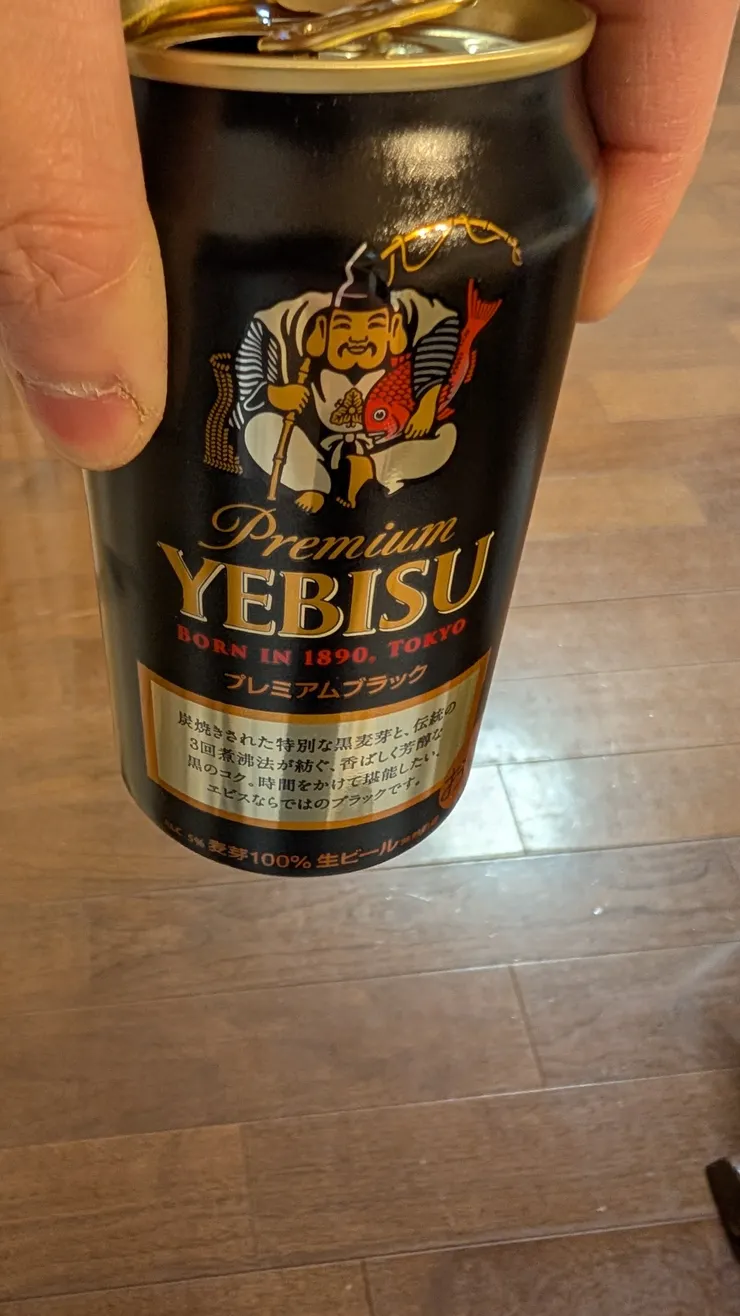 Premium
YEBISU
BORN IN 1890, TOKYO
プレミアムブラック
炭焼きされた特別な黒麦芽と、伝統の
3回煮沸法が紡ぐ、香ばしく芳醇な
黒のコク。時間をかけて堪能したい、
ヱビスならではのブラックです。
ALC. 5% 麦芽100% 生ビール